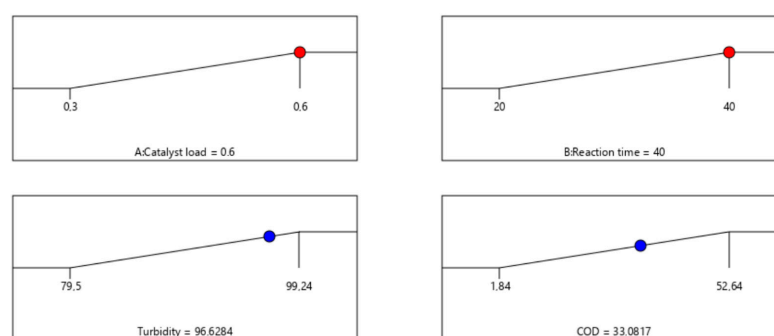 0.3 0.6
A:Catalyst load = 0.6
20 40
B:Reaction time = 40
79.5 99.24
Turbidity = 96.6284
1.84 52.64
COD = 33.0817